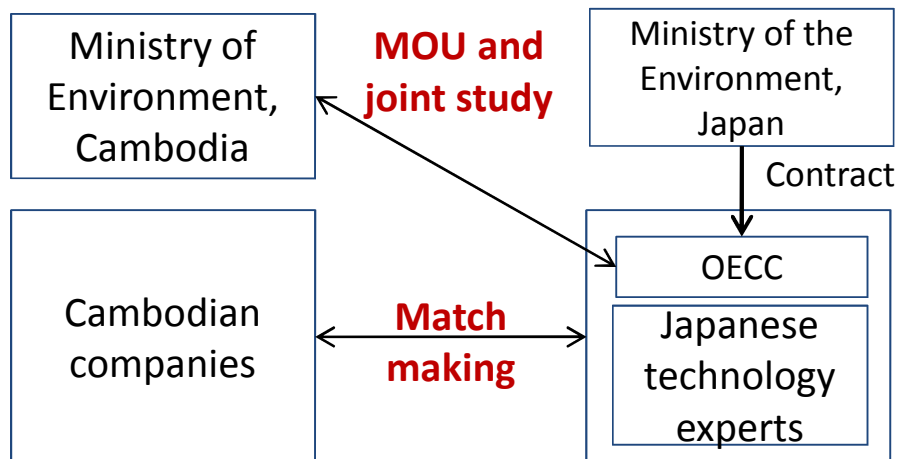 Ministry of
Environment,
Cambodia
MOU and
joint study
Ministry of the
Environment,
Japan
Contract
OECC
Cambodian
companies
Match
making
Japanese
technology
experts